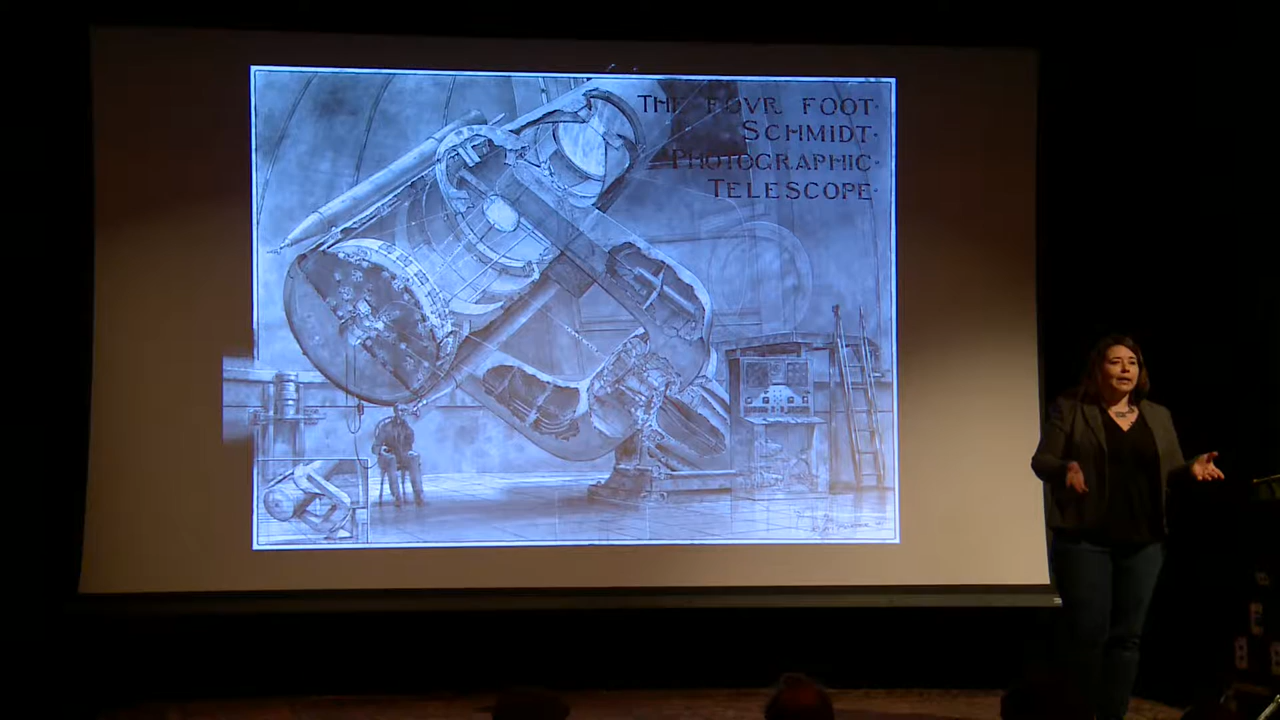 THE FOVR FOOT·
SCHMIDT·
PHOTOGRAPHIC·
TELESCOPE·